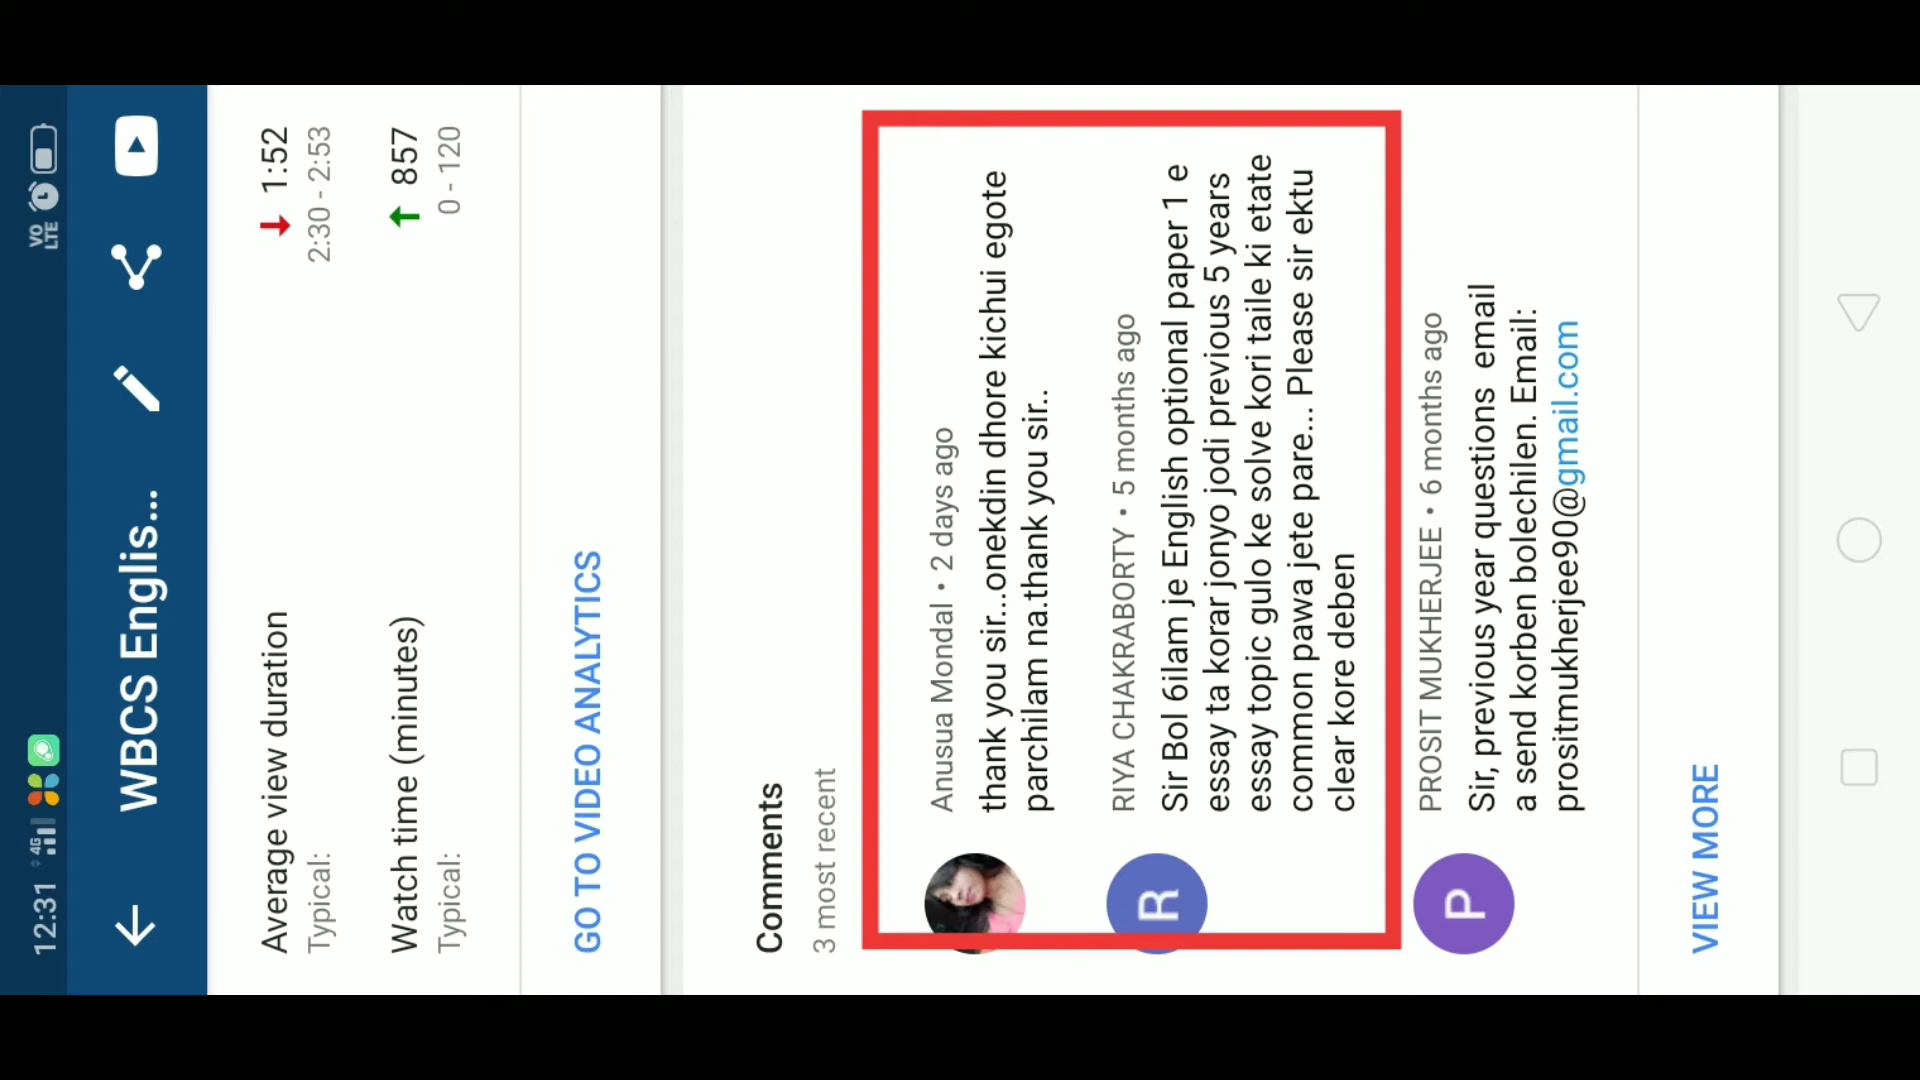 12:31 4G VO LTE
WBCS Englis...
Average view duration 1:52
Typical: 2:30 - 2:53
Watch time (minutes) 857
Typical: 0 - 120
GO TO VIDEO ANALYTICS
Comments
3 most recent
Anusua Mondal • 2 days ago
thank you sir...onekdin dhore kichui egote
parchilam na.thank you sir..
RIYA CHAKRABORTY • 5 months ago
R
Sir Bol 6ilam je English optional paper 1 e
essay ta korar jonyo jodi previous 5 years
essay topic gulo ke solve kori taile ki etate
common pawa jete pare... Please sir ektu
clear kore deben
PROSIT MUKHERJEE • 6 months ago
P
Sir, previous year questions  email
a send korben bolechilen. Email:
prositmukherjee90@gmail.com
VIEW MORE